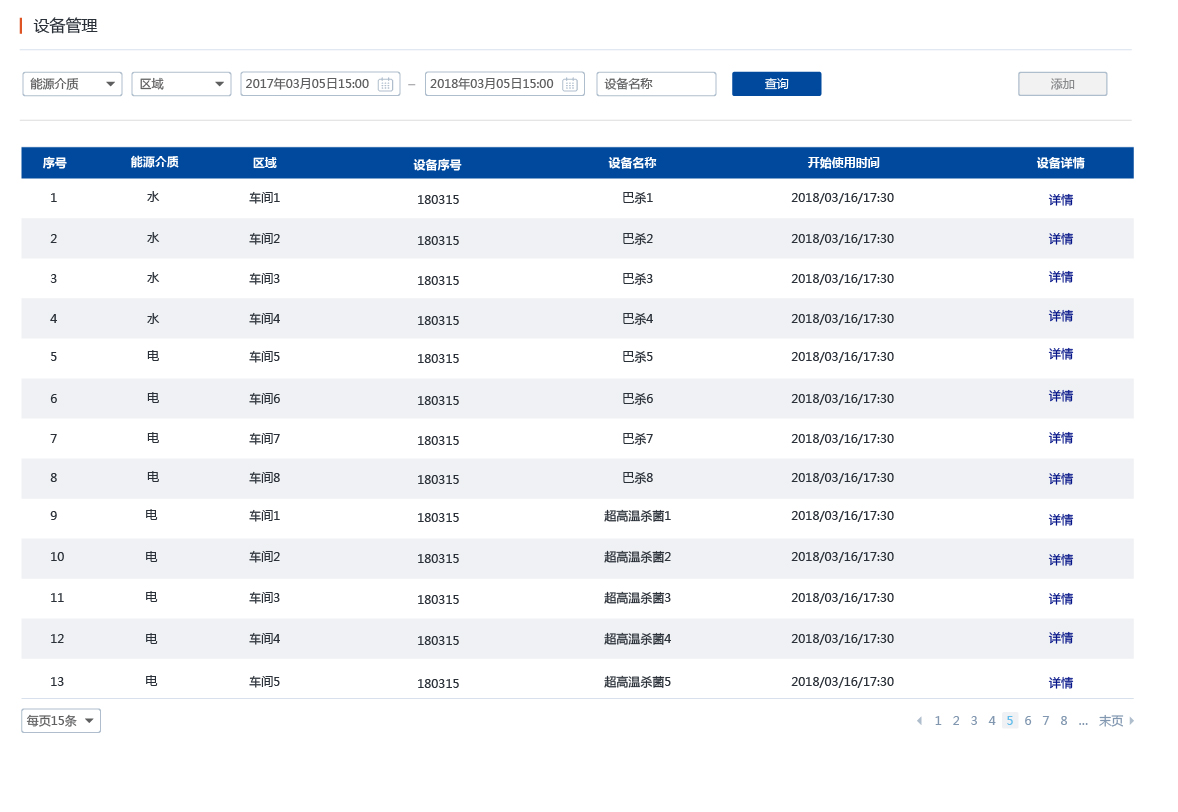 设备管理
能源介质 区域 2017年03月05日15:00 – 2018年03月05日15:00 设备名称 查询 添加
序号 能源介质 区域 设备序号 设备名称 开始使用时间 设备详情
1 水 车间1 180315 巴杀1 2018/03/16/17:30 详情
2 水 车间2 180315 巴杀2 2018/03/16/17:30 详情
3 水 车间3 180315 巴杀3 2018/03/16/17:30 详情
4 水 车间4 180315 巴杀4 2018/03/16/17:30 详情
5 电 车间5 180315 巴杀5 2018/03/16/17:30 详情
6 电 车间6 180315 巴杀6 2018/03/16/17:30 详情
7 电 车间7 180315 巴杀7 2018/03/16/17:30 详情
8 电 车间8 180315 巴杀8 2018/03/16/17:30 详情
9 电 车间1 180315 超高温杀菌1 2018/03/16/17:30 详情
10 电 车间2 180315 超高温杀菌2 2018/03/16/17:30 详情
11 电 车间3 180315 超高温杀菌3 2018/03/16/17:30 详情
12 电 车间4 180315 超高温杀菌4 2018/03/16/17:30 详情
13 电 车间5 180315 超高温杀菌5 2018/03/16/17:30 详情
每页15条 1 2 3 4 5 6 7 8 ... 末页